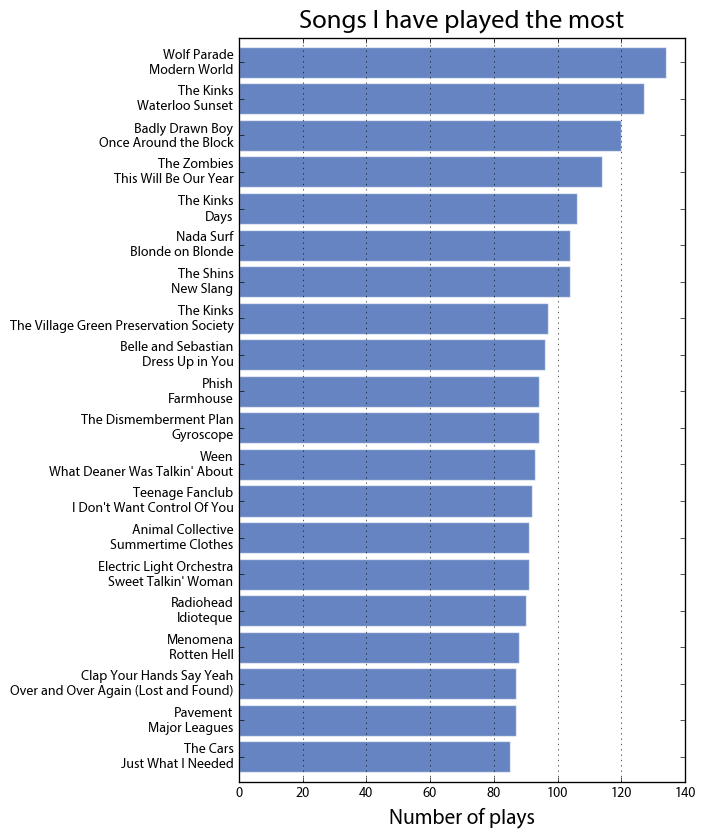 Songs I have played the most
Wolf Parade
Modern World
The Kinks
Waterloo Sunset
Badly Drawn Boy
Once Around the Block
The Zombies
This Will Be Our Year
The Kinks
Days
Nada Surf
Blonde on Blonde
The Shins
New Slang
The Kinks
The Village Green Preservation Society
Belle and Sebastian
Dress Up in You
Phish
Farmhouse
The Dismemberment Plan
Gyroscope
Ween
What Deaner Was Talkin' About
Teenage Fanclub
I Don't Want Control Of You
Animal Collective
Summertime Clothes
Electric Light Orchestra
Sweet Talkin' Woman
Radiohead
Idioteque
Menomena
Rotten Hell
Clap Your Hands Say Yeah
Over and Over Again (Lost and Found)
Pavement
Major Leagues
The Cars
Just What I Needed
0 20 40 60 80 100 120 140
Number of plays